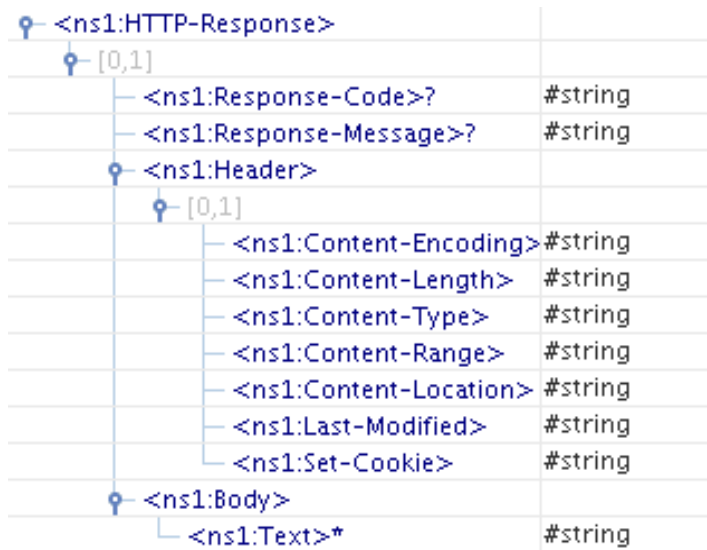 <ns1:HTTP-Response>
[0,1]
<ns1:Response-Code>? #string
<ns1:Response-Message>? #string
<ns1:Header>
[0,1]
<ns1:Content-Encoding> #string
<ns1:Content-Length> #string
<ns1:Content-Type> #string
<ns1:Content-Range> #string
<ns1:Content-Location> #string
<ns1:Last-Modified> #string
<ns1:Set-Cookie> #string
<ns1:Body>
<ns1:Text>* #string